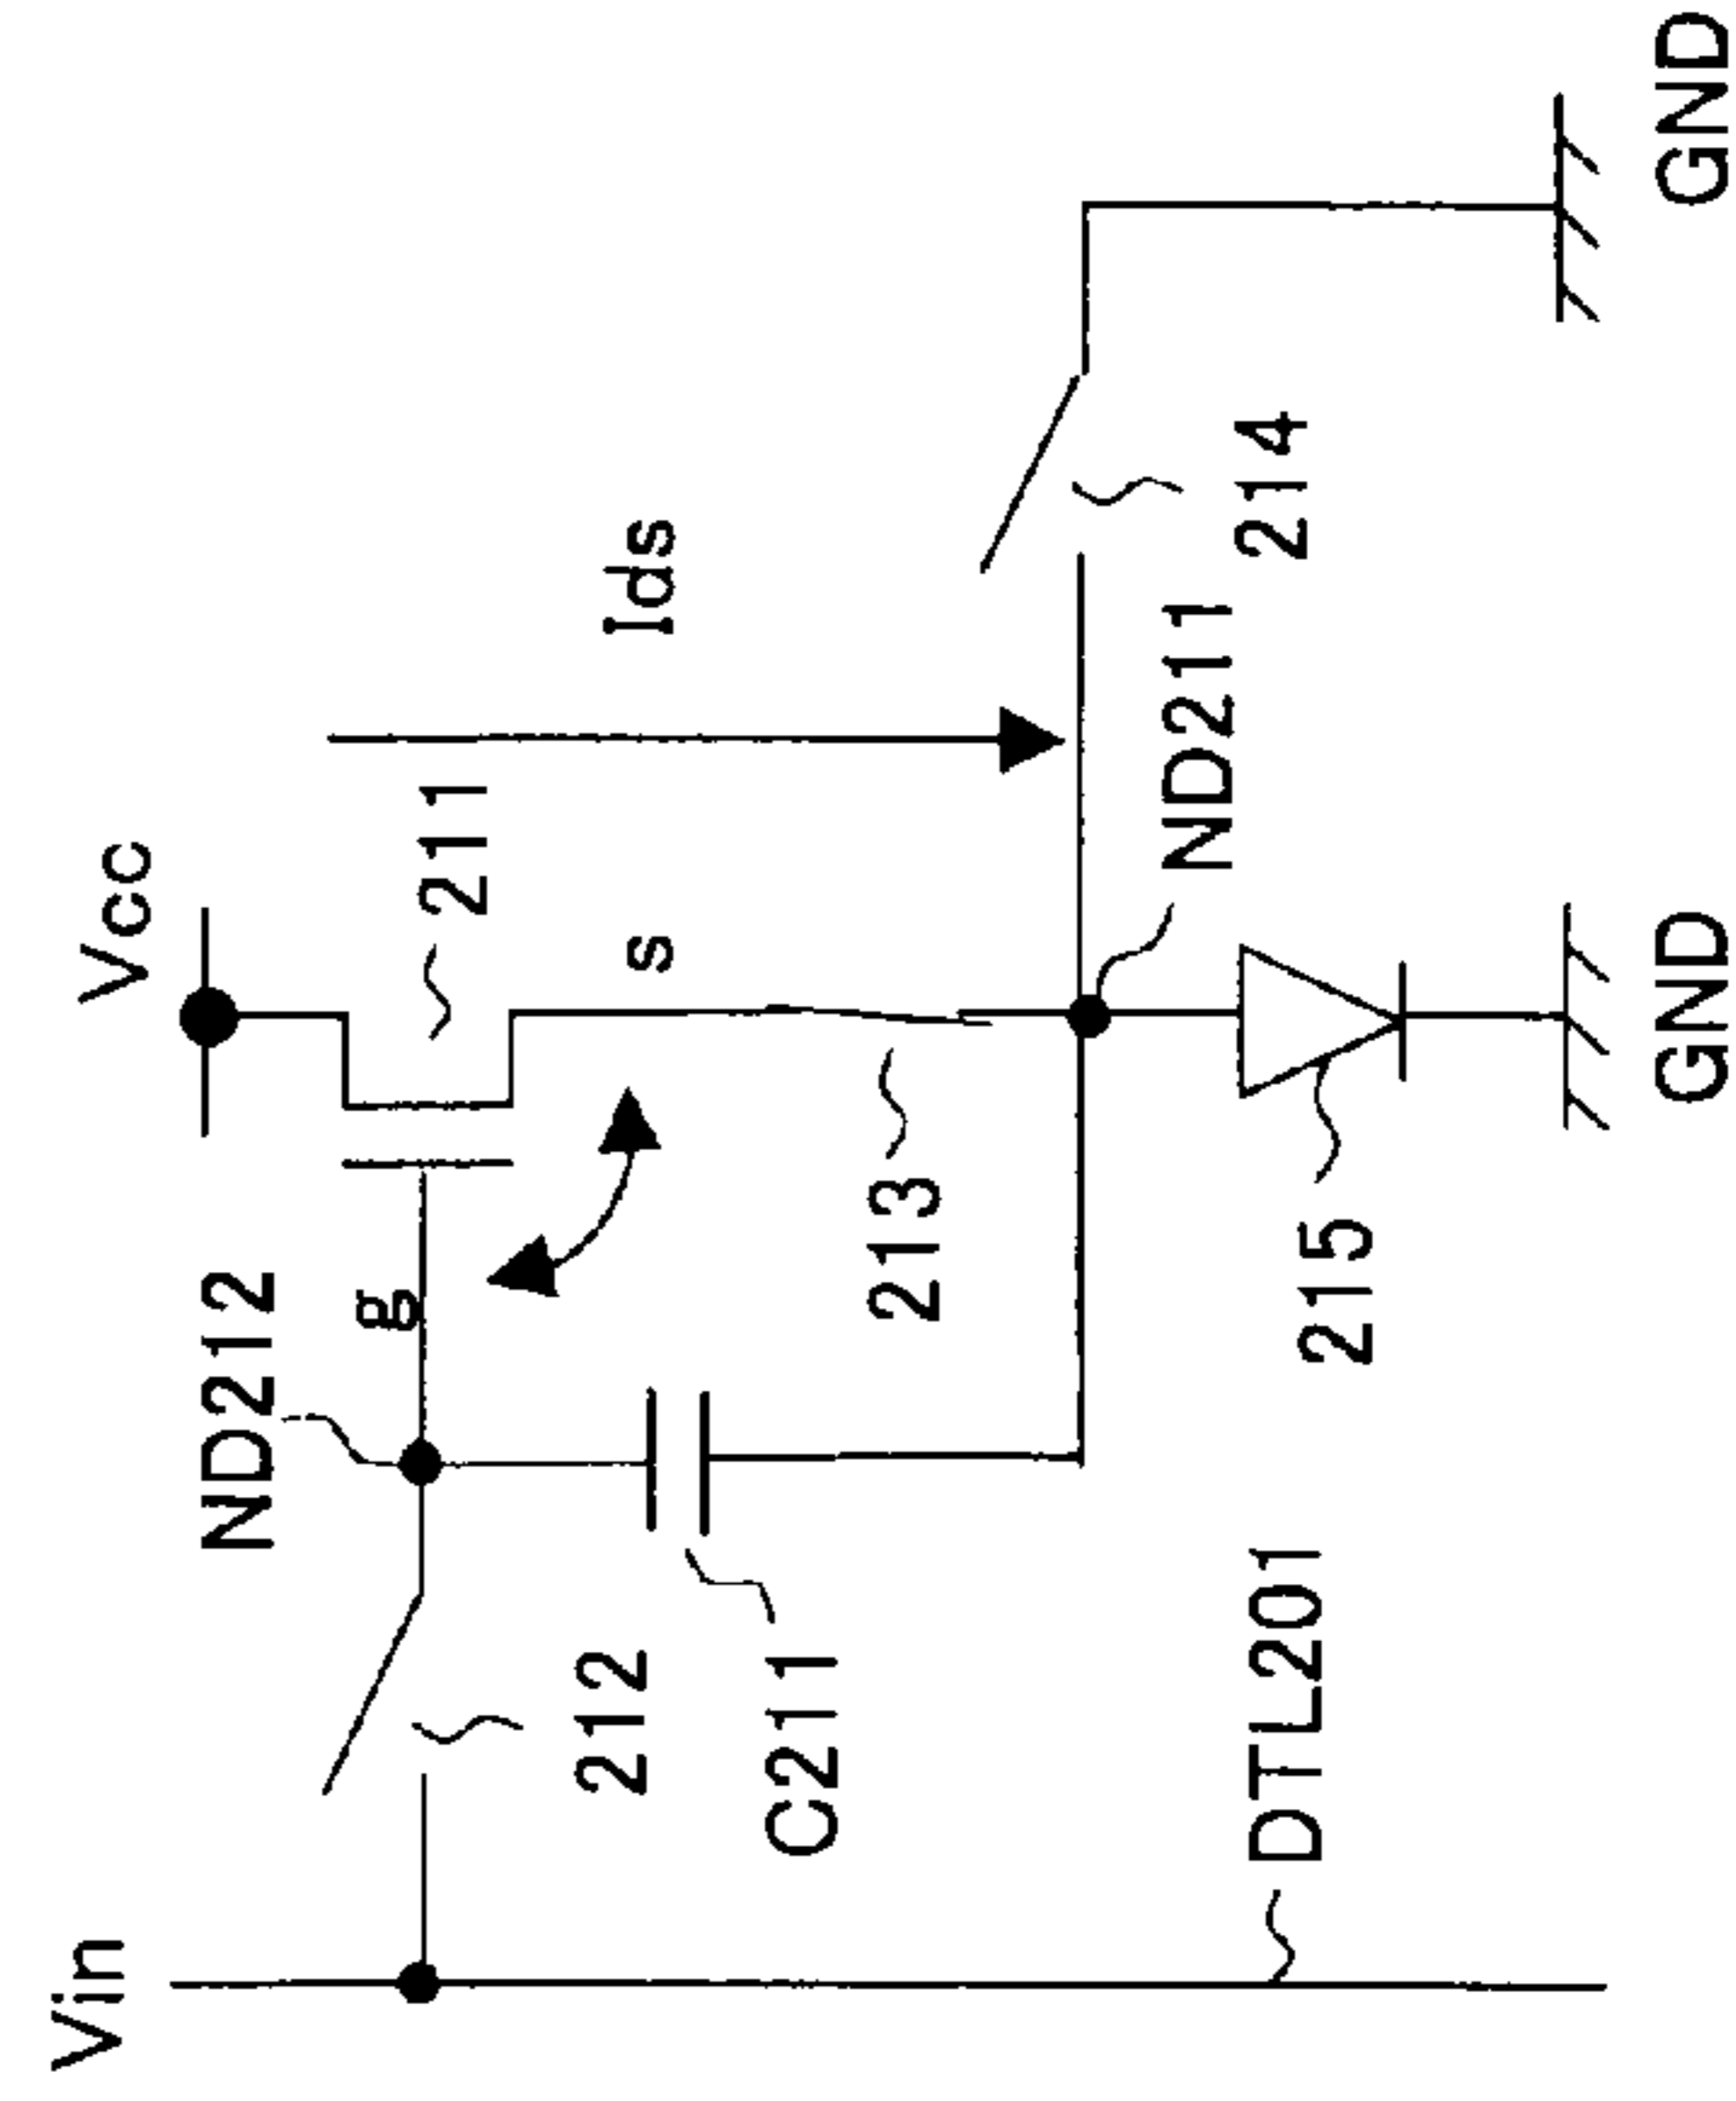 Vin
Vcc
ND212
g
211
s
Ids
212
C211
213
214
ND211
DTL201
215
GND
GND